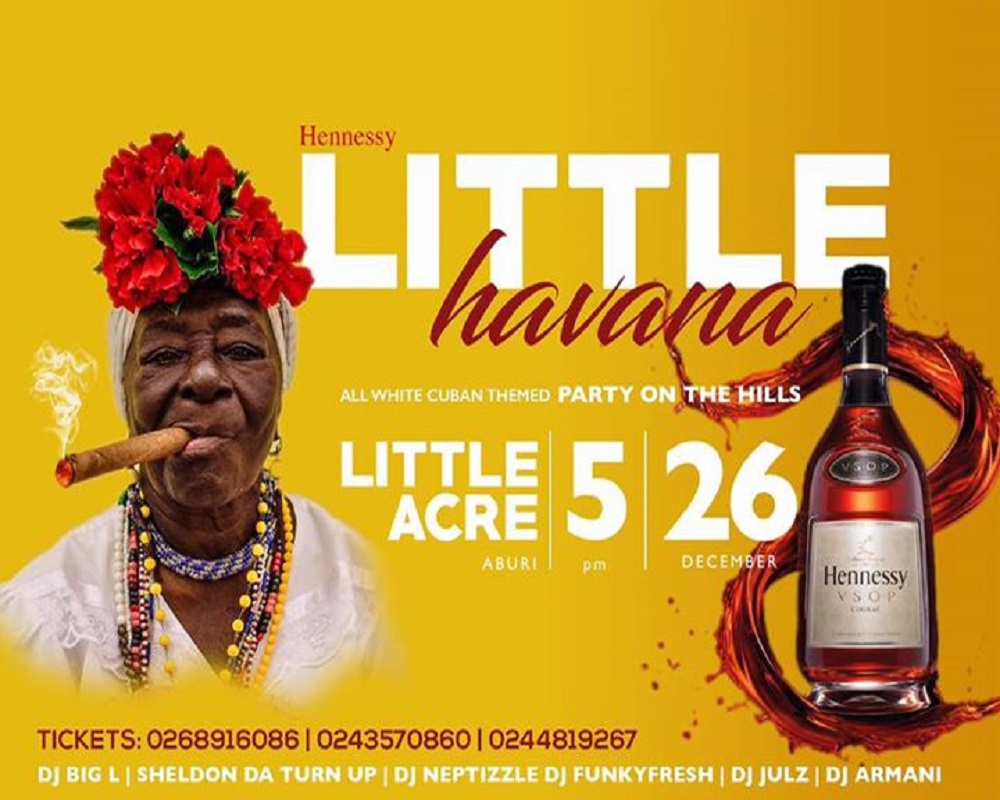 Hennessy
LITTLE
havana
ALL WHITE CUBAN THEMED PARTY ON THE HILLS
LITTLE
ACRE
ABURI
5
pm
26
DECEMBER
VSOP
Hennessy
VSOP
COGNAC
TICKETS: 0268916086 | 0243570860 | 0244819267
DJ BIG L | SHELDON DA TURN UP | DJ NEPTIZZLE DJ FUNKYFRESH | DJ JULZ | DJ ARMANI